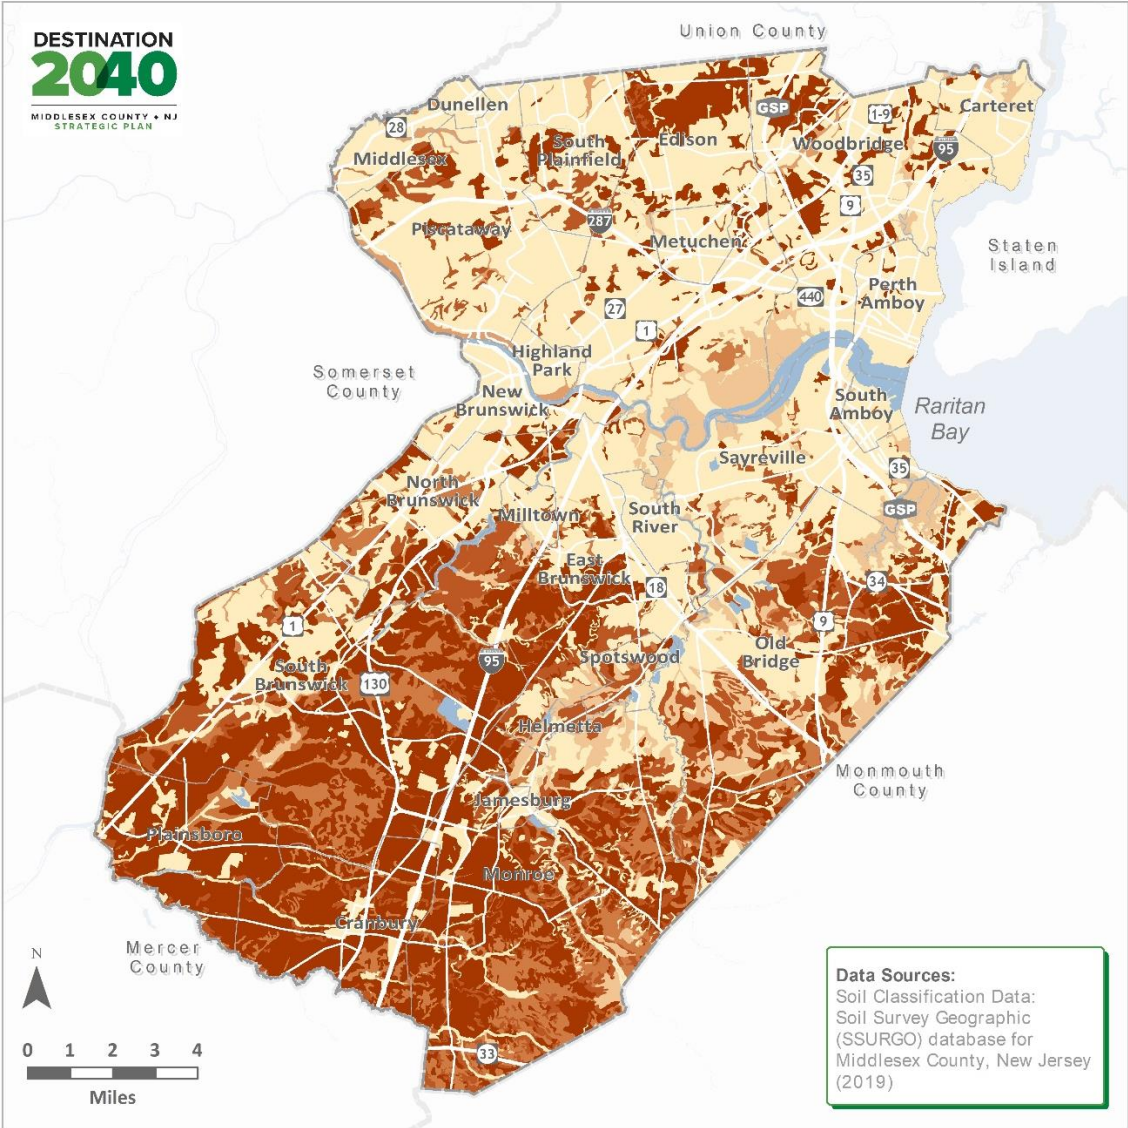 DESTINATION
2040
MIDDLESEX COUNTY • NJ
STRATEGIC PLAN
Union County
Dunellen
28
Middlesex
South
Plainfield
Edison
GSP
1-9
Carteret
Woodbridge
95
35
9
Piscataway
287
Metuchen
Staten
Island
440
Perth
Amboy
27
1
Highland
Park
Somerset
County
New
Brunswick
South
Amboy
Raritan
Bay
Sayreville
35
North
Brunswick
GSP
Milltown
South
River
East
Brunswick
18
34
1
9
95
Spotswood
Old
Bridge
South
Brunswick
130
Helmetta
Monmouth
County
Jamesburg
Plainsboro
Monroe
Cranbury
Mercer
County
33
N
0 1 2 3 4
Miles
Data Sources:
Soil Classification Data:
Soil Survey Geographic
(SSURGO) database for
Middlesex County, New Jersey
(2019)